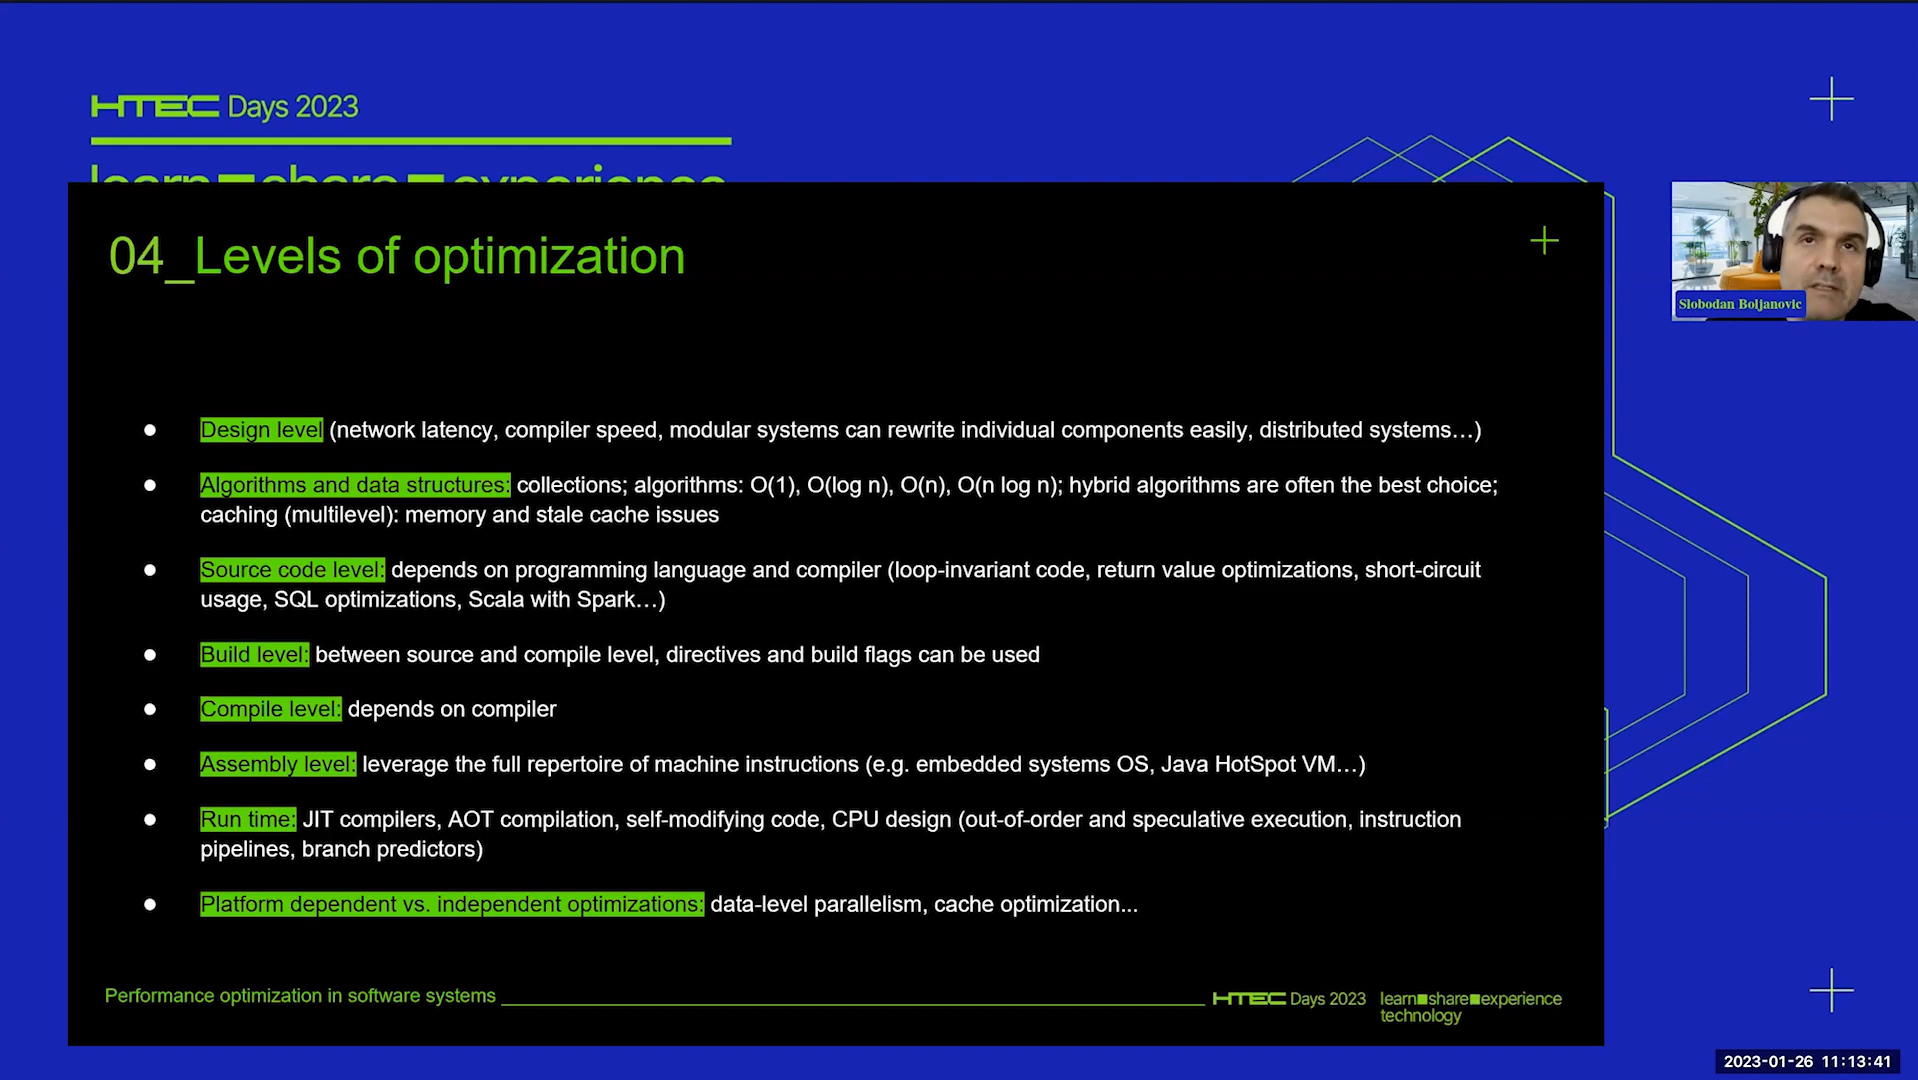 HTEC Days 2023
learn■share■experience
04_Levels of optimization
Slobodan Boljanovic
● Design level (network latency, compiler speed, modular systems can rewrite individual components easily, distributed systems…)
● Algorithms and data structures: collections; algorithms: O(1), O(log n), O(n), O(n log n); hybrid algorithms are often the best choice;
caching (multilevel): memory and stale cache issues
● Source code level: depends on programming language and compiler (loop-invariant code, return value optimizations, short-circuit
usage, SQL optimizations, Scala with Spark…)
● Build level: between source and compile level, directives and build flags can be used
● Compile level: depends on compiler
● Assembly level: leverage the full repertoire of machine instructions (e.g. embedded systems OS, Java HotSpot VM…)
● Run time: JIT compilers, AOT compilation, self-modifying code, CPU design (out-of-order and speculative execution, instruction
pipelines, branch predictors)
● Platform dependent vs. independent optimizations: data-level parallelism, cache optimization...
Performance optimization in software systems
HTEC Days 2023
learn■share■experience
technology
2023-01-26 11:13:41